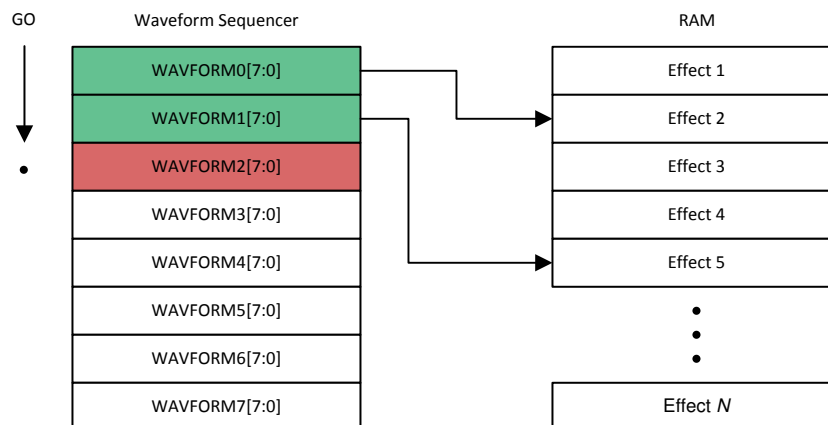 GO
Waveform Sequencer
RAM
WAVFORM0[7:0]
Effect 1
WAVFORM1[7:0]
Effect 2
WAVFORM2[7:0]
Effect 3
WAVFORM3[7:0]
Effect 4
WAVFORM4[7:0]
Effect 5
WAVFORM5[7:0]
WAVFORM6[7:0]
WAVFORM7[7:0]
Effect N